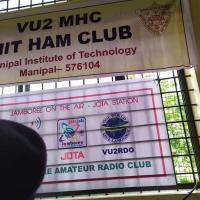 VU2 MHC
MIT HAM CLUB
nipal Institute of Technology
Manipal– 576104
JAMBOREE ON THE AIR - JOTA STATION
JOTA
VU2RDO
E AMATEUR RADIO CLUB